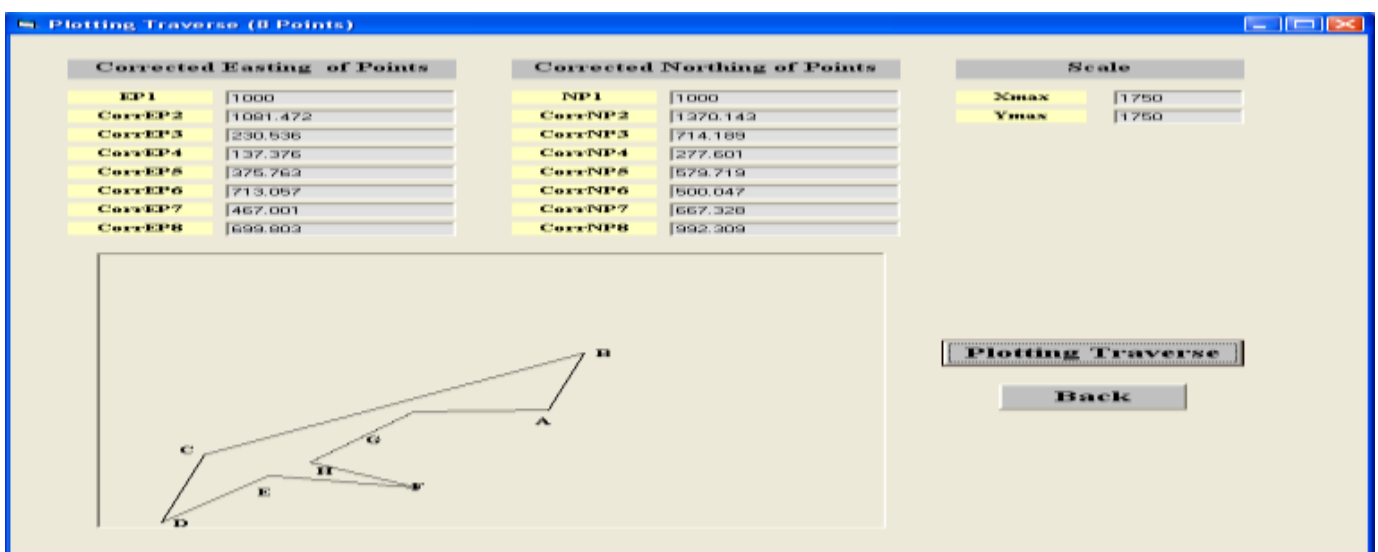 Plotting Traverse (8 Points)
Corrected Easting of Points Corrected Northing of Points Scale
EP1 1000 NP1 1000 Xmax 1750
CorrEP2 1091.472 CorrNP2 1370.143 Ymax 1750
CorrEP3 230.536 CorrNP3 714.189
CorrEP4 137.376 CorrNP4 277.601
CorrEP5 375.763 CorrNP5 579.719
CorrEP6 713.057 CorrNP6 500.047
CorrEP7 467.001 CorrNP7 667.328
CorrEP8 699.803 CorrNP8 992.309
B
Plotting Traverse
Back
A
G
C
H
F
E
D